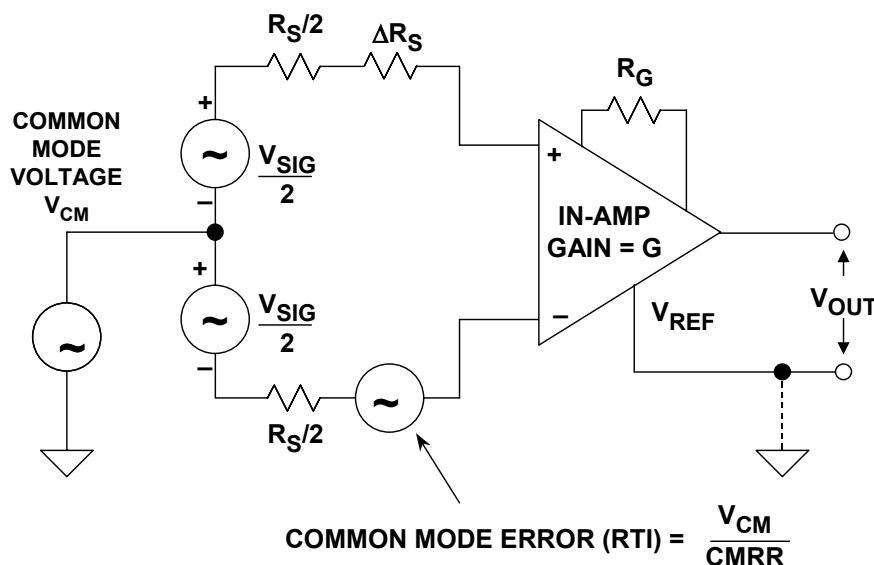 R_S/2
ΔR_S
R_G
COMMON
MODE
VOLTAGE
V_CM
+
~
V_SIG
2
−
+
~
V_SIG
2
−
~
R_S/2
~
+
IN-AMP
GAIN = G
−
V_REF
V_OUT
COMMON MODE ERROR (RTI) = V_CM
CMRR